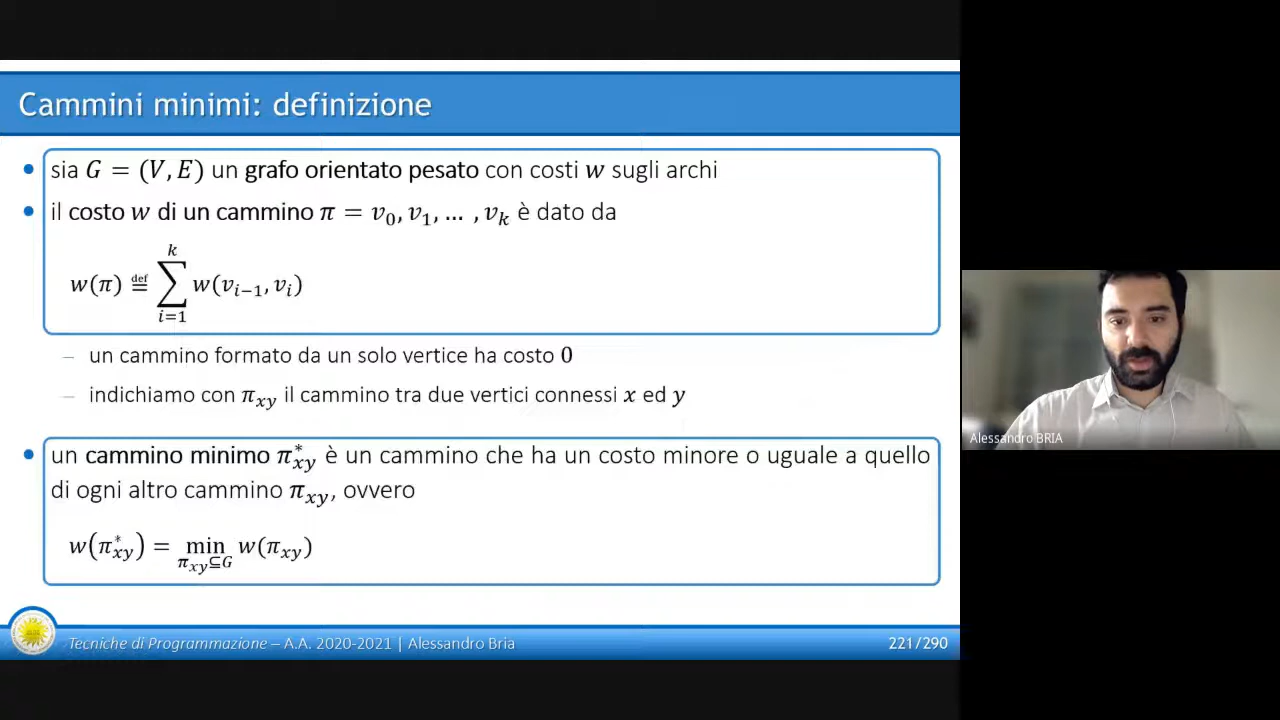 Cammini minimi: definizione
• sia G = (V, E) un grafo orientato pesato con costi w sugli archi
• il costo w di un cammino π = v₀, v₁, … , vₖ è dato da
w(π) ≝ ∑ᵢ₌₁ᵏ w(vᵢ₋₁, vᵢ)
– un cammino formato da un solo vertice ha costo 0
– indichiamo con π_xy il cammino tra due vertici connessi x ed y
• un cammino minimo π*_xy è un cammino che ha un costo minore o uguale a quello
di ogni altro cammino π_xy, ovvero
w(π*_xy) = min_{π_xy⊆G} w(π_xy)
Tecniche di Programmazione – A.A. 2020-2021 | Alessandro Bria
221/290
Alessandro BRIA